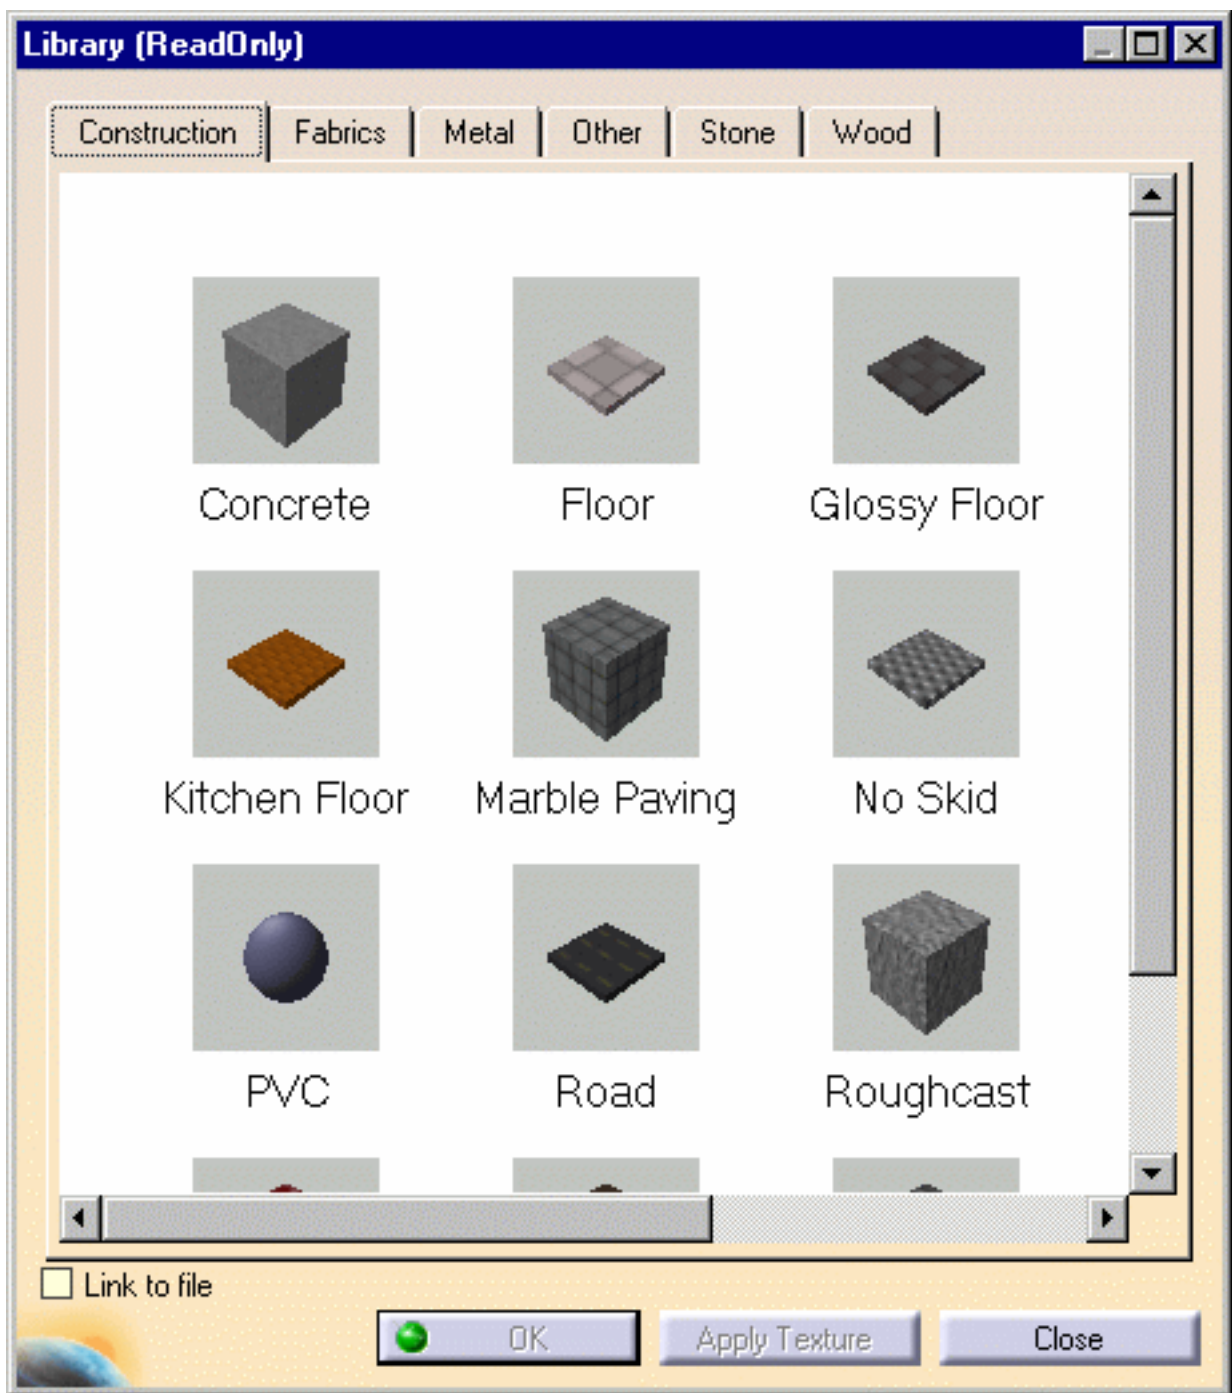 Library (ReadOnly)
Construction Fabrics Metal Other Stone Wood
Concrete Floor Glossy Floor
Kitchen Floor Marble Paving No Skid
PVC Road Roughcast
Link to file
OK Apply Texture Close